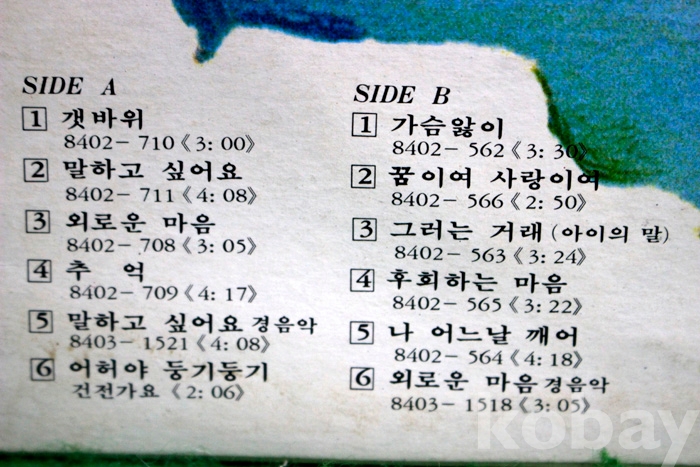 SIDE A
1 갯바위
8402-710《3:00》
2 말하고 싶어요
8402-711《4:08》
3 외로운 마음
8402-708《3:05》
4 추 억
8402-709《4:17》
5 말하고 싶어요 경음악
8403-1521《4:08》
6 어허야 둥기둥기
건전가요《2:06》
SIDE B
1 가슴앓이
8402-562《3:30》
2 꿈이여 사랑이여
8402-566《2:50》
3 그러는 거래 (아이의 말)
8402-563《3:24》
4 후회하는 마음
8402-565《3:22》
5 나 어느날 깨어
8402-564《4:18》
6 외로운 마음 경음악
8403-1518《3:05》
kobay